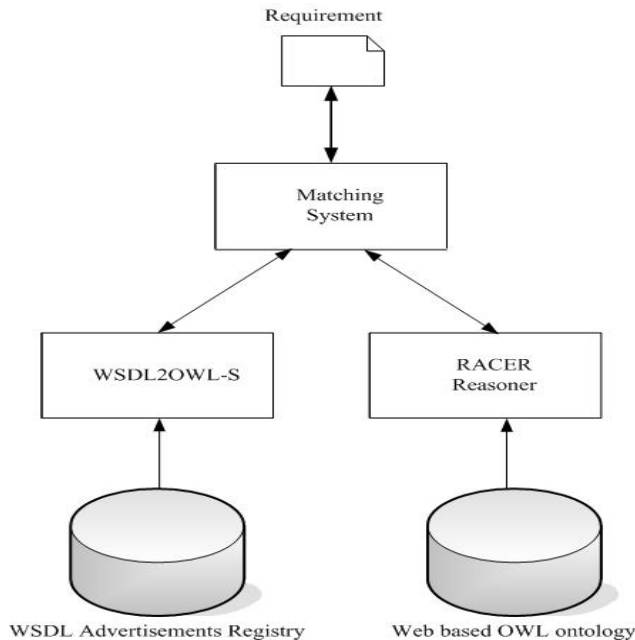 Requirement
Matching
System
WSDL2OWL-S
RACER
Reasoner
WSDL Advertisements Registry
Web based OWL ontology